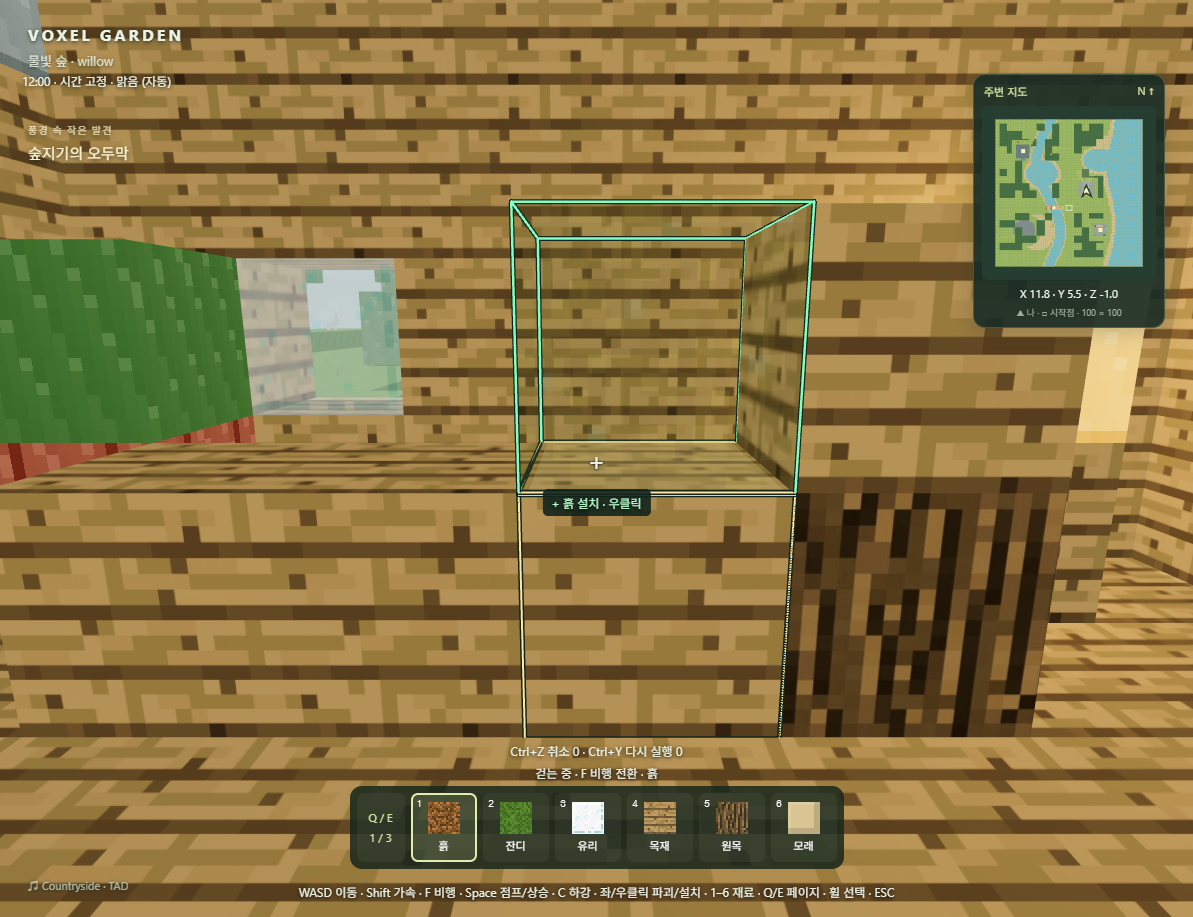 VOXEL GARDEN
물빛 숲 · willow
12:00 · 시간 고정 · 맑음 (자동)
풍경 속 작은 발견
숲지기의 오두막
주변 지도
N ↑
X 11.8 · Y 5.5 · Z -1.0
▲ 나 · □ 시작점 · 100 × 100
+ 흙 설치 · 우클릭
Ctrl+Z 취소 0 · Ctrl+Y 다시 실행 0
걷는 중 · F 비행 전환 · 흙
Q / E
1 / 3
1
흙
2
잔디
3
유리
4
목재
5
원목
6
모래
♫ Countryside · TAD
WASD 이동 · Shift 가속 · F 비행 · Space 점프/상승 · C 하강 · 좌/우클릭 파괴/설치 · 1–6 재료 · Q/E 페이지 · 휠 선택 · ESC